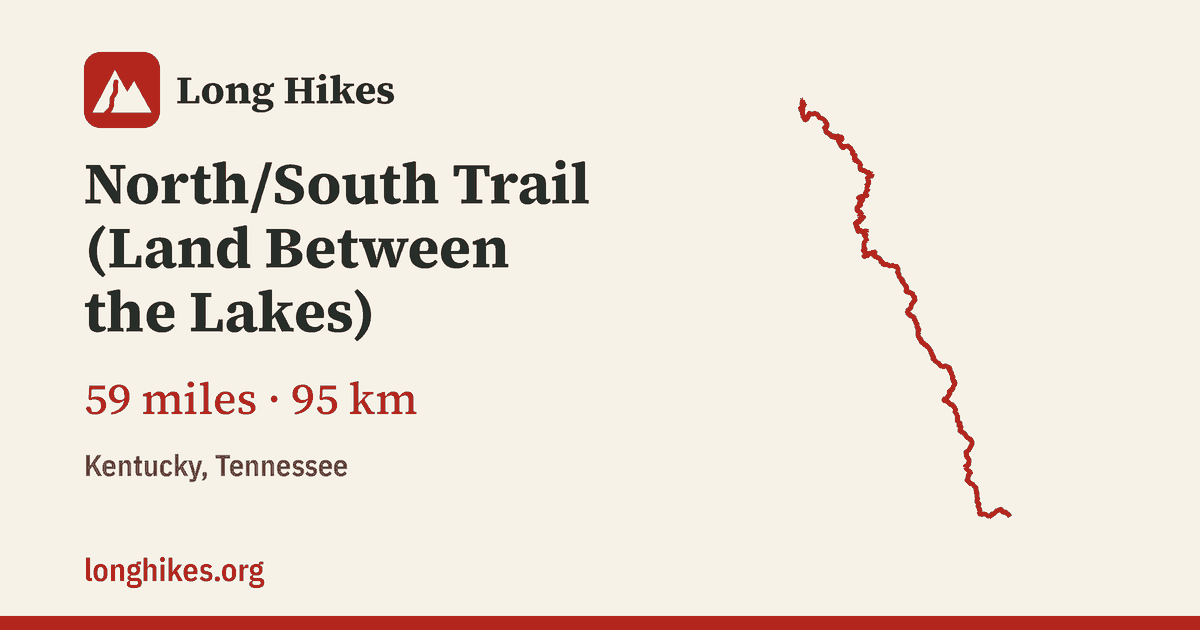 Long Hikes
North/South Trail
(Land Between
the Lakes)
59 miles · 95 km
Kentucky, Tennessee
longhikes.org